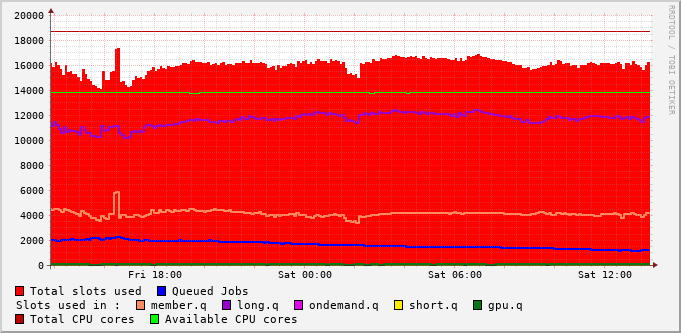 20000
18000
16000
14000
12000
10000
8000
6000
4000
2000
0
Fri 18:00 Sat 00:00 Sat 06:00 Sat 12:00
Total slots used Queued Jobs
Slots used in : member.q long.q ondemand.q short.q gpu.q
Total CPU cores Available CPU cores
RRDTOOL / TOBI OETIKER